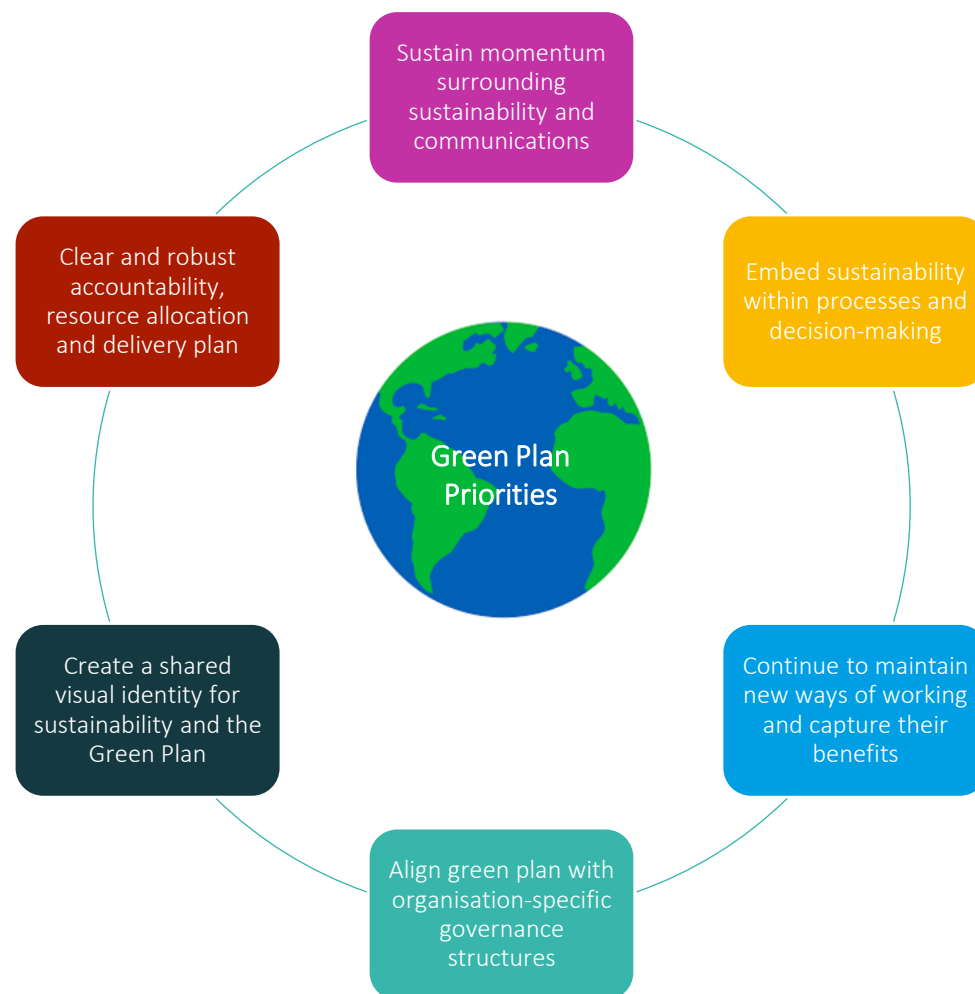 Sustain momentum
surrounding
sustainability and
communications
Embed sustainability
within processes and
decision-making
Continue to maintain
new ways of working
and capture their
benefits
Align green plan with
organisation-specific
governance
structures
Create a shared
visual identity for
sustainability and the
Green Plan
Clear and robust
accountability,
resource allocation
and delivery plan
Green Plan
Priorities